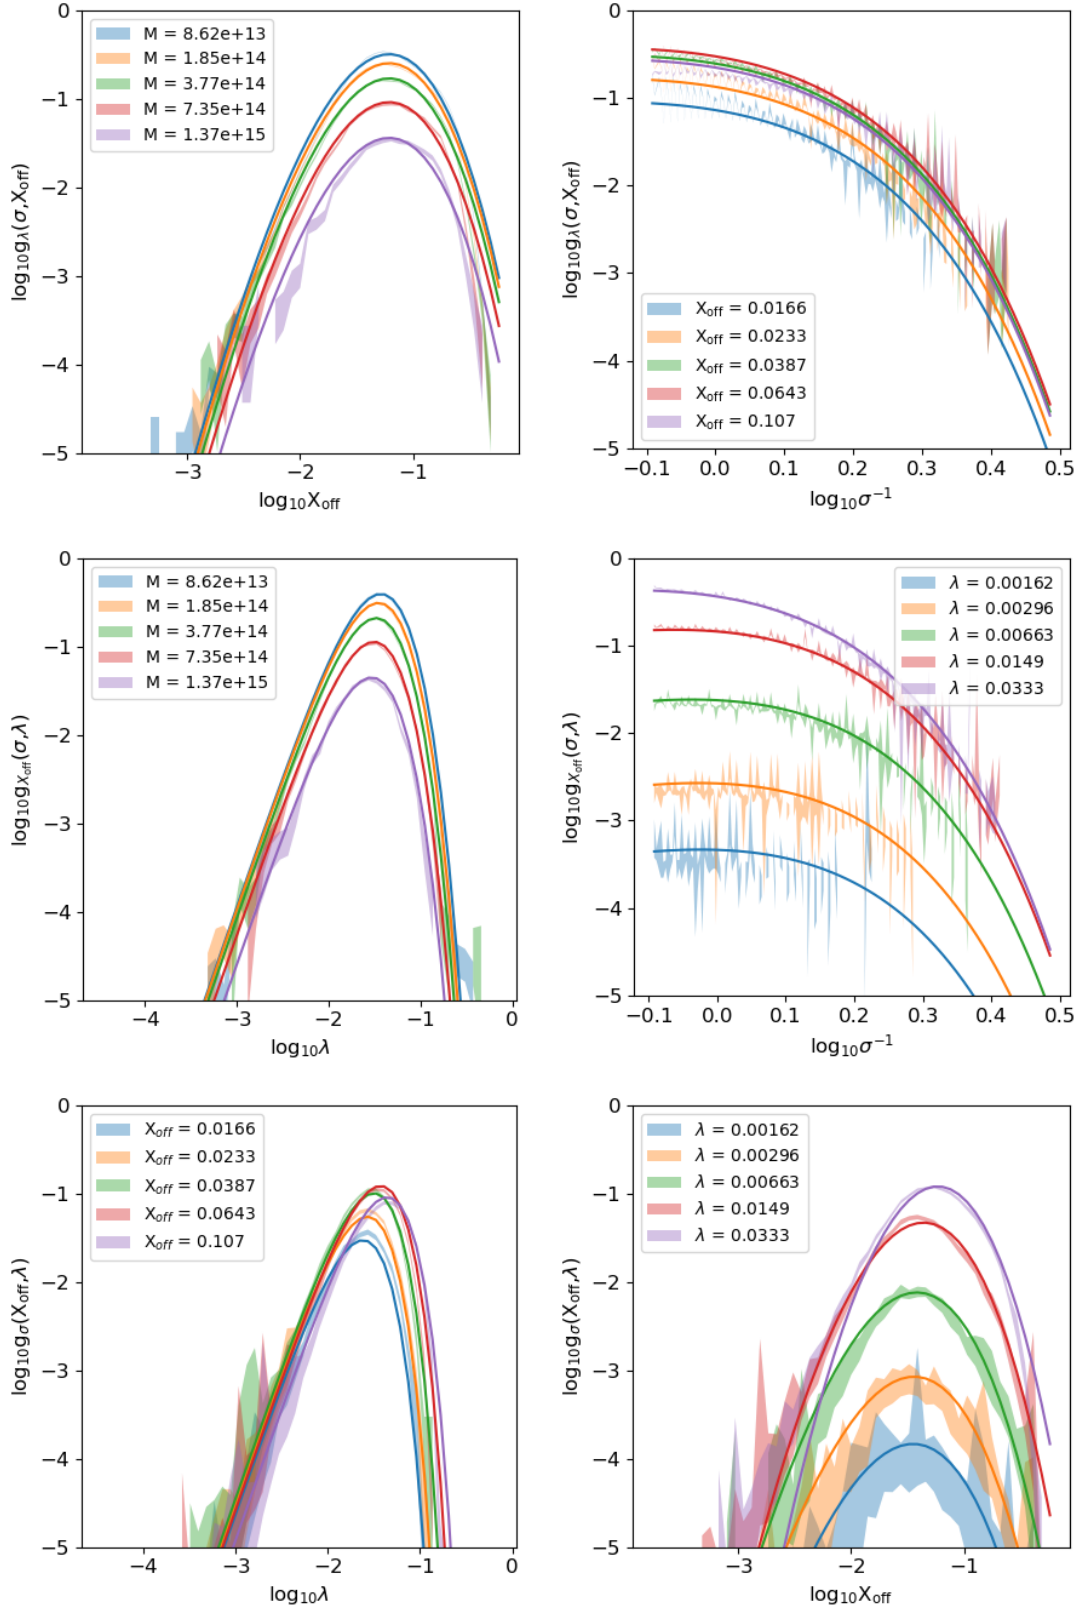 M = 8.62e+13
M = 1.85e+14
M = 3.77e+14
M = 7.35e+14
M = 1.37e+15
0
−1
−2
−3
−4
−5
−3
−2
−1
log₁₀gλ(σ,Xoff)
log₁₀Xoff
Xoff = 0.0166
Xoff = 0.0233
Xoff = 0.0387
Xoff = 0.0643
Xoff = 0.107
0
−1
−2
−3
−4
−5
−0.1
0.0
0.1
0.2
0.3
0.4
0.5
log₁₀gλ(σ,Xoff)
log₁₀σ⁻¹
M = 8.62e+13
M = 1.85e+14
M = 3.77e+14
M = 7.35e+14
M = 1.37e+15
0
−1
−2
−3
−4
−5
−4
−3
−2
−1
0
log₁₀gXoff(σ,λ)
log₁₀λ
λ = 0.00162
λ = 0.00296
λ = 0.00663
λ = 0.0149
λ = 0.0333
0
−1
−2
−3
−4
−5
−0.1
0.0
0.1
0.2
0.3
0.4
0.5
log₁₀gXoff(σ,λ)
log₁₀σ⁻¹
Xoff = 0.0166
Xoff = 0.0233
Xoff = 0.0387
Xoff = 0.0643
Xoff = 0.107
0
−1
−2
−3
−4
−5
−4
−3
−2
−1
0
log₁₀gσ(Xoff,λ)
log₁₀λ
λ = 0.00162
λ = 0.00296
λ = 0.00663
λ = 0.0149
λ = 0.0333
0
−1
−2
−3
−4
−5
−3
−2
−1
log₁₀gσ(Xoff,λ)
log₁₀Xoff